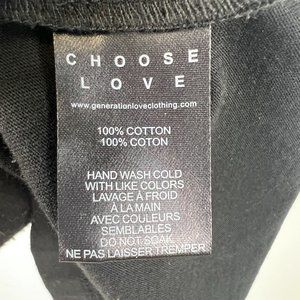 CHOOSE
LOVE
www.generationloveclothing.com
100% COTTON
100% COTON
HAND WASH COLD
WITH LIKE COLORS
LAVAGE À FROID
À LA MAIN
AVEC COULEURS
SEMBLABLES
DO NOT SOAK
NE PAS LAISSER TREMPER